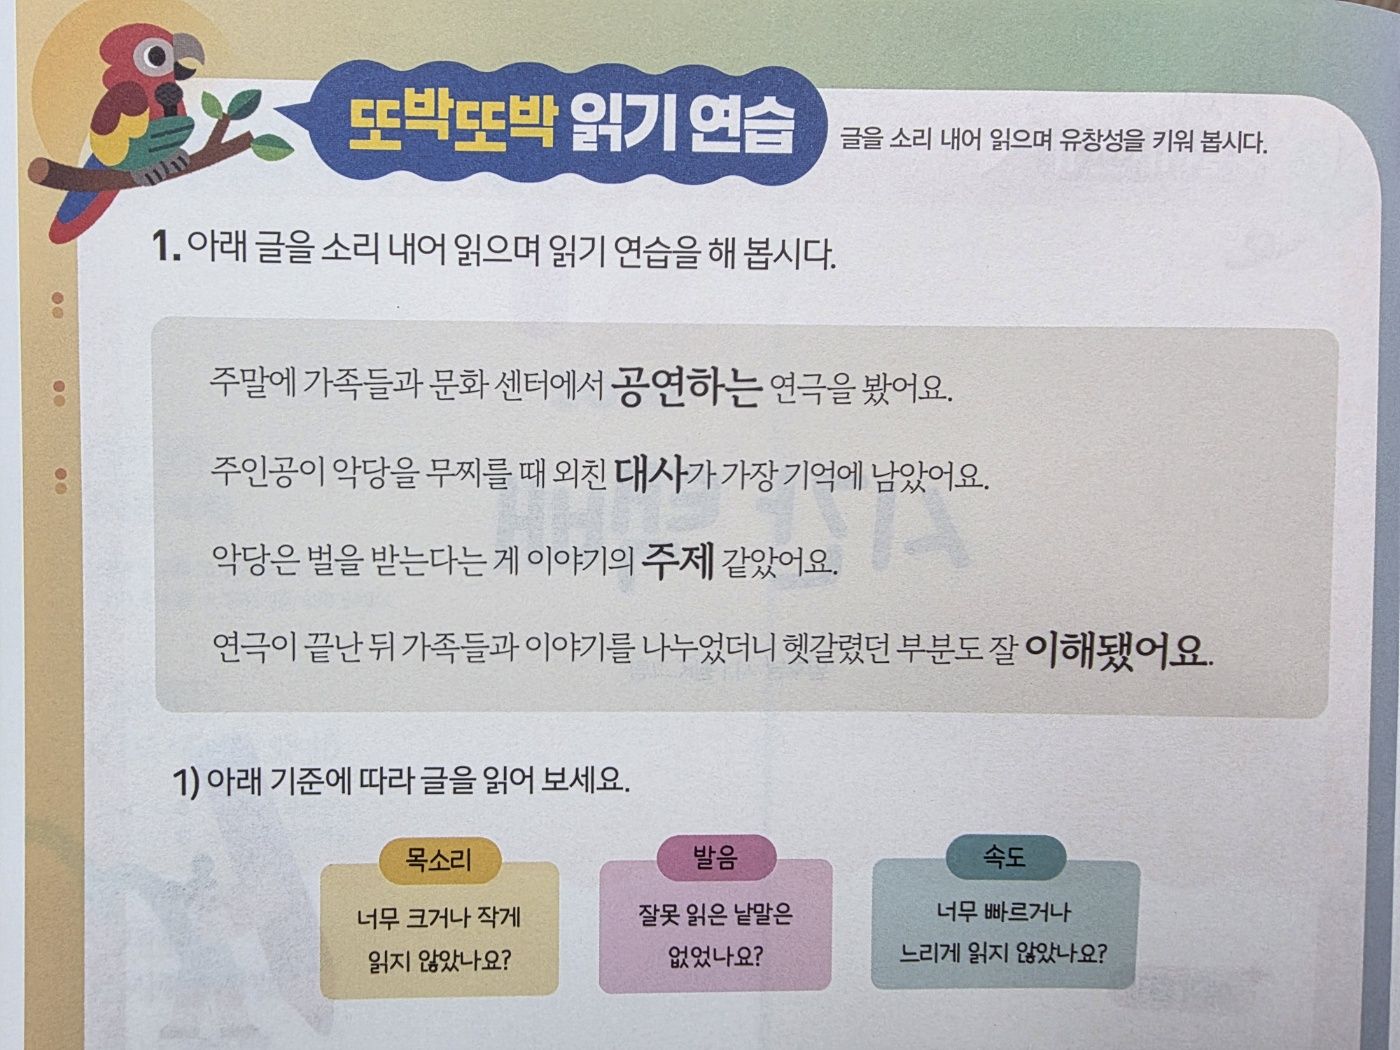 또박또박 읽기 연습
글을 소리 내어 읽으며 유창성을 키워 봅시다.
1. 아래 글을 소리 내어 읽으며 읽기 연습을 해 봅시다.
주말에 가족들과 문화 센터에서 공연하는 연극을 봤어요.
주인공이 악당을 무찌를 때 외친 대사가 가장 기억에 남았어요.
악당은 벌을 받는다는 게 이야기의 주제 같았어요.
연극이 끝난 뒤 가족들과 이야기를 나누었더니 헷갈렸던 부분도 잘 이해됐어요.
1) 아래 기준에 따라 글을 읽어 보세요.
목소리
너무 크거나 작게
읽지 않았나요?
발음
잘못 읽은 낱말은
없었나요?
속도
너무 빠르거나
느리게 읽지 않았나요?